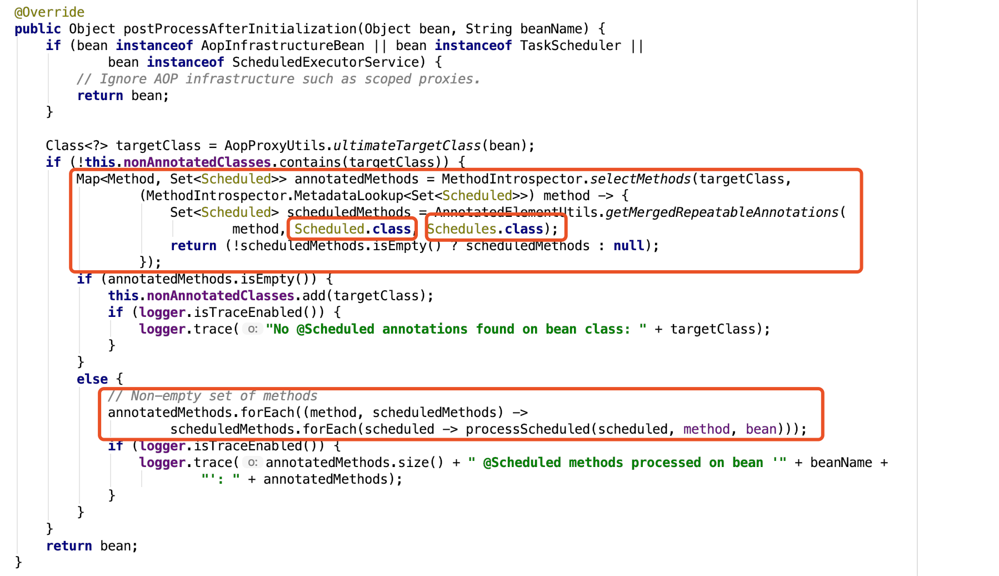 @Override
public Object postProcessAfterInitialization(Object bean, String beanName) {
if (bean instanceof AopInfrastructureBean || bean instanceof TaskScheduler ||
bean instanceof ScheduledExecutorService) {
// Ignore AOP infrastructure such as scoped proxies.
return bean;
}
Class<?> targetClass = AopProxyUtils.ultimateTargetClass(bean);
if (!this.nonAnnotatedClasses.contains(targetClass)) {
Map<Method, Set<Scheduled>> annotatedMethods = MethodIntrospector.selectMethods(targetClass,
(MethodIntrospector.MetadataLookup<Set<Scheduled>>) method -> {
Set<Scheduled> scheduledMethods = AnnotatedElementUtils.getMergedRepeatableAnnotations(
method, Scheduled.class, Schedules.class);
return (!scheduledMethods.isEmpty() ? scheduledMethods : null);
});
if (annotatedMethods.isEmpty()) {
this.nonAnnotatedClasses.add(targetClass);
if (logger.isTraceEnabled()) {
logger.trace( o: "No @Scheduled annotations found on bean class: " + targetClass);
}
}
else {
// Non-empty set of methods
annotatedMethods.forEach((method, scheduledMethods) ->
scheduledMethods.forEach(scheduled -> processScheduled(scheduled, method, bean)));
if (logger.isTraceEnabled()) {
logger.trace( o: annotatedMethods.size() + " @Scheduled methods processed on bean '" + beanName +
"': " + annotatedMethods);
}
}
}
return bean;
}